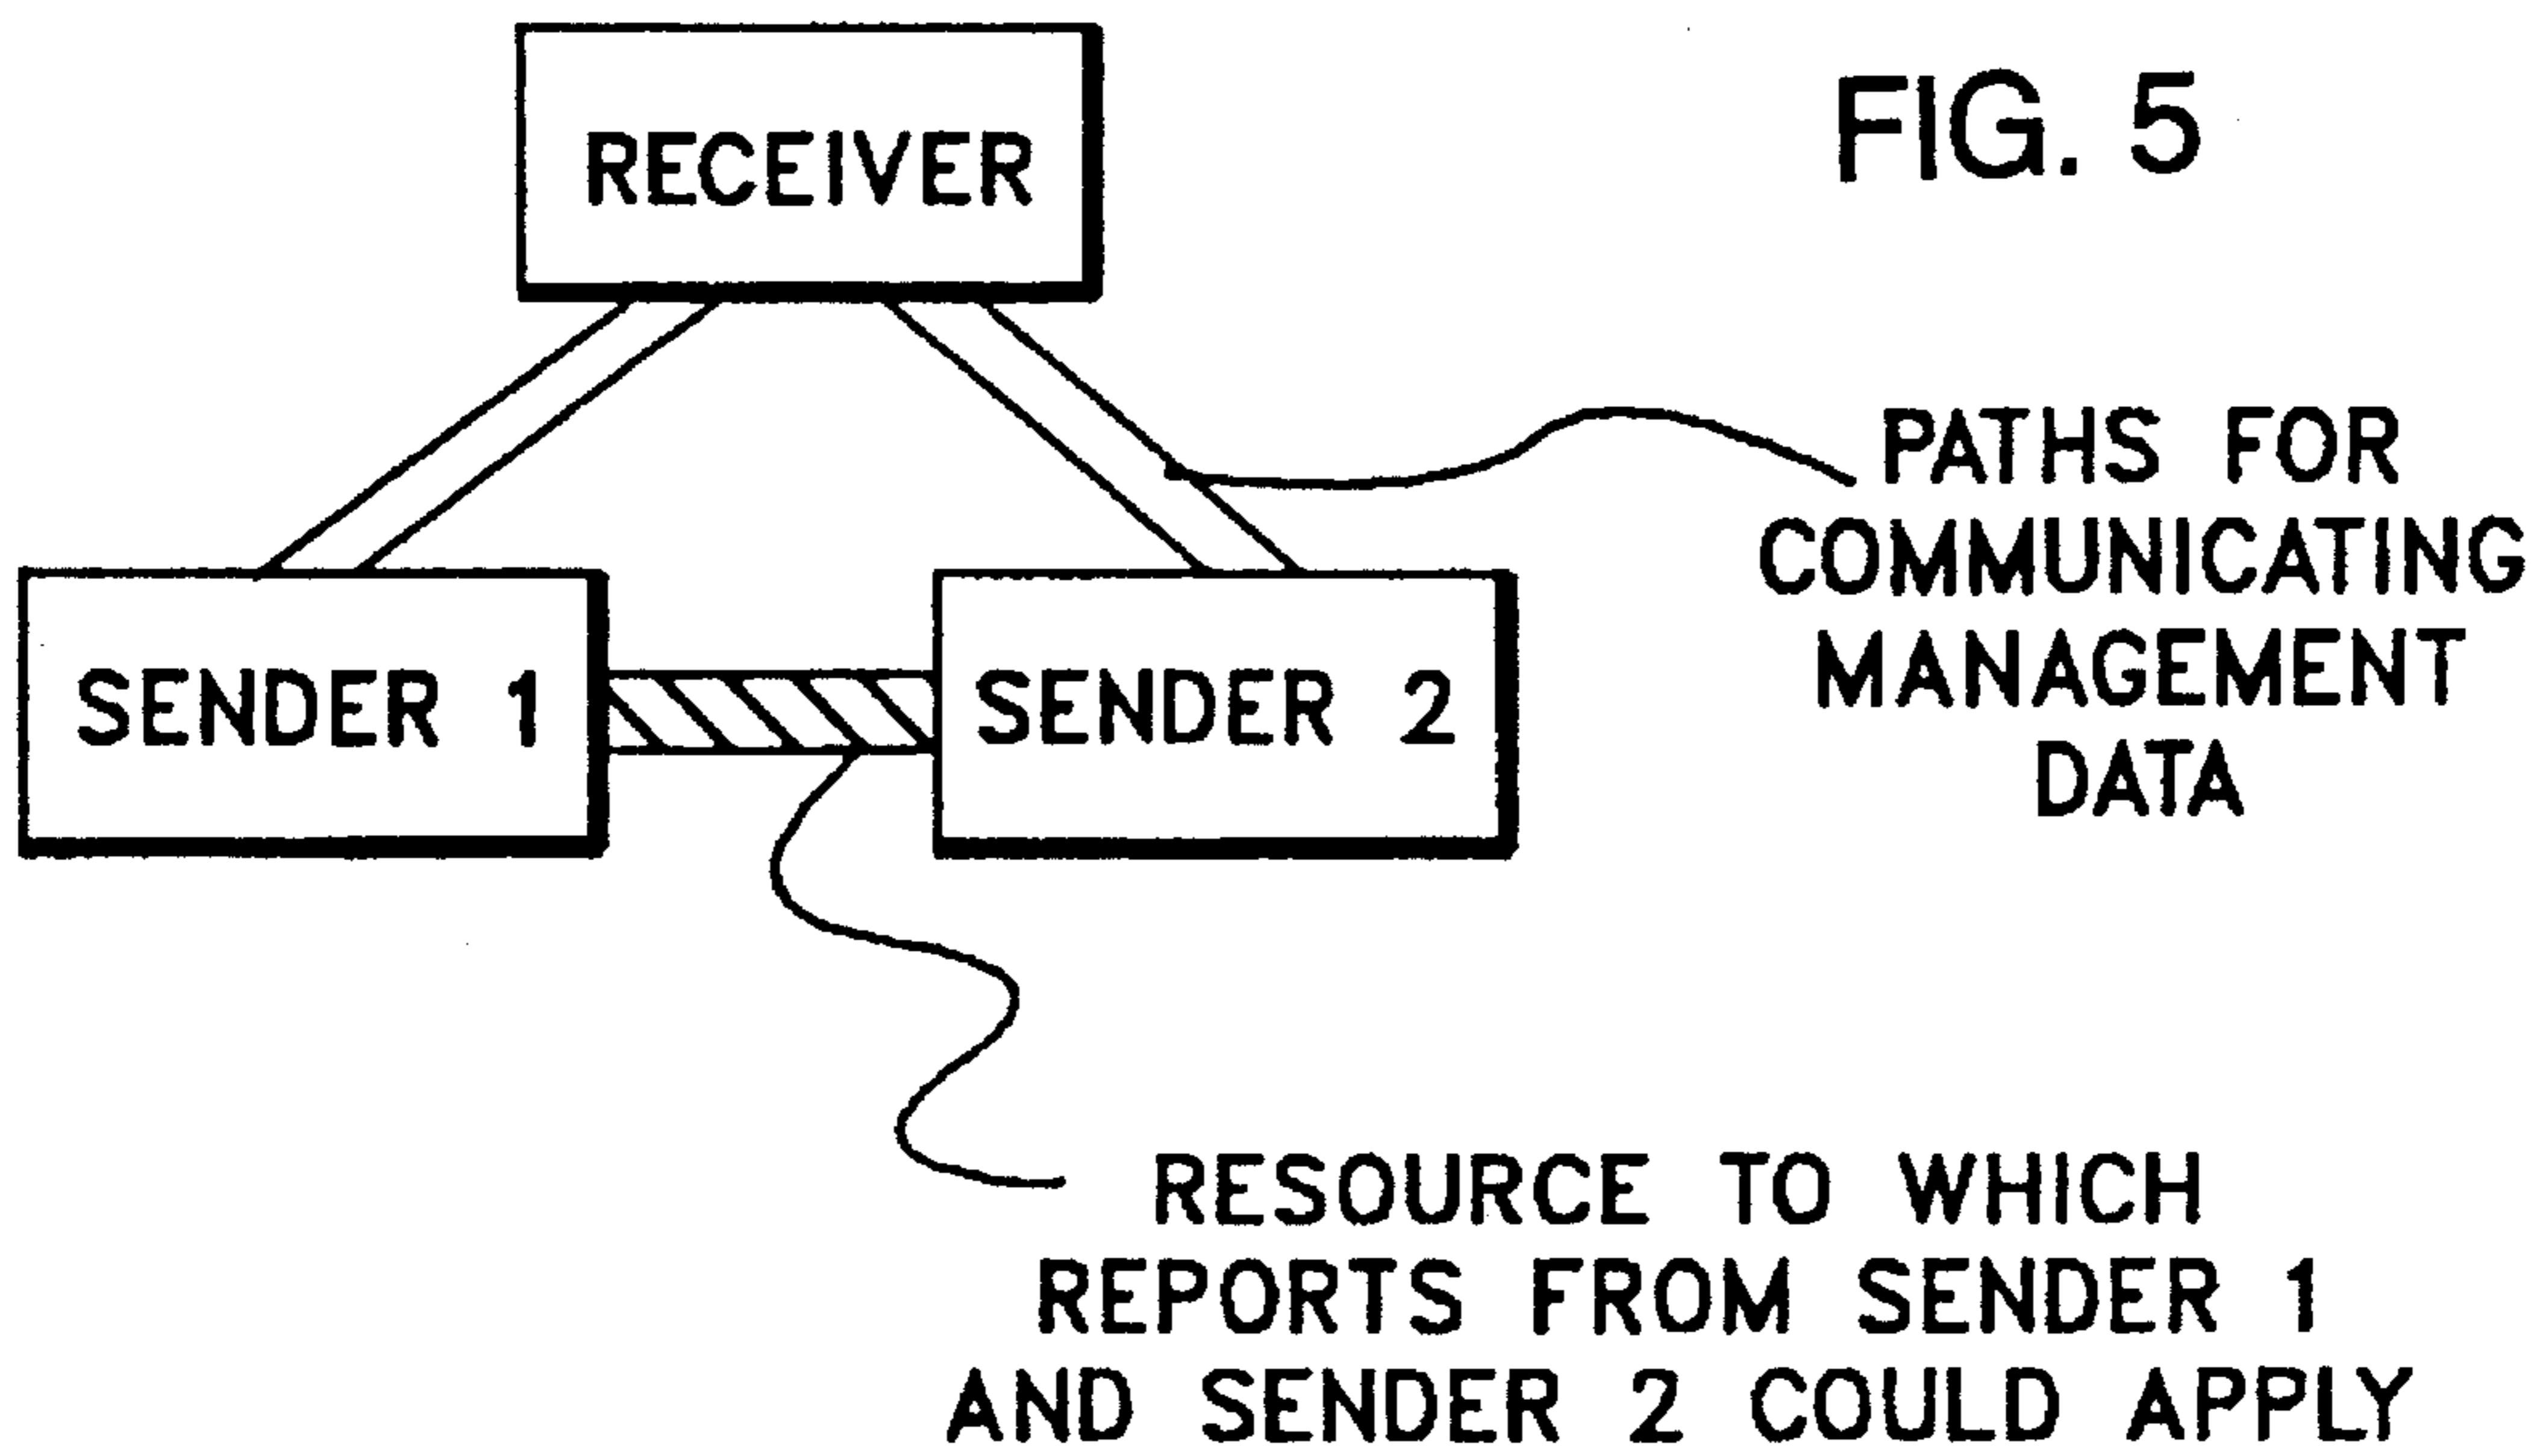 FIG. 5
RECEIVER
PATHS FOR
COMMUNICATING
MANAGEMENT
DATA
SENDER 1
SENDER 2
RESOURCE TO WHICH
REPORTS FROM SENDER 1
AND SENDER 2 COULD APPLY